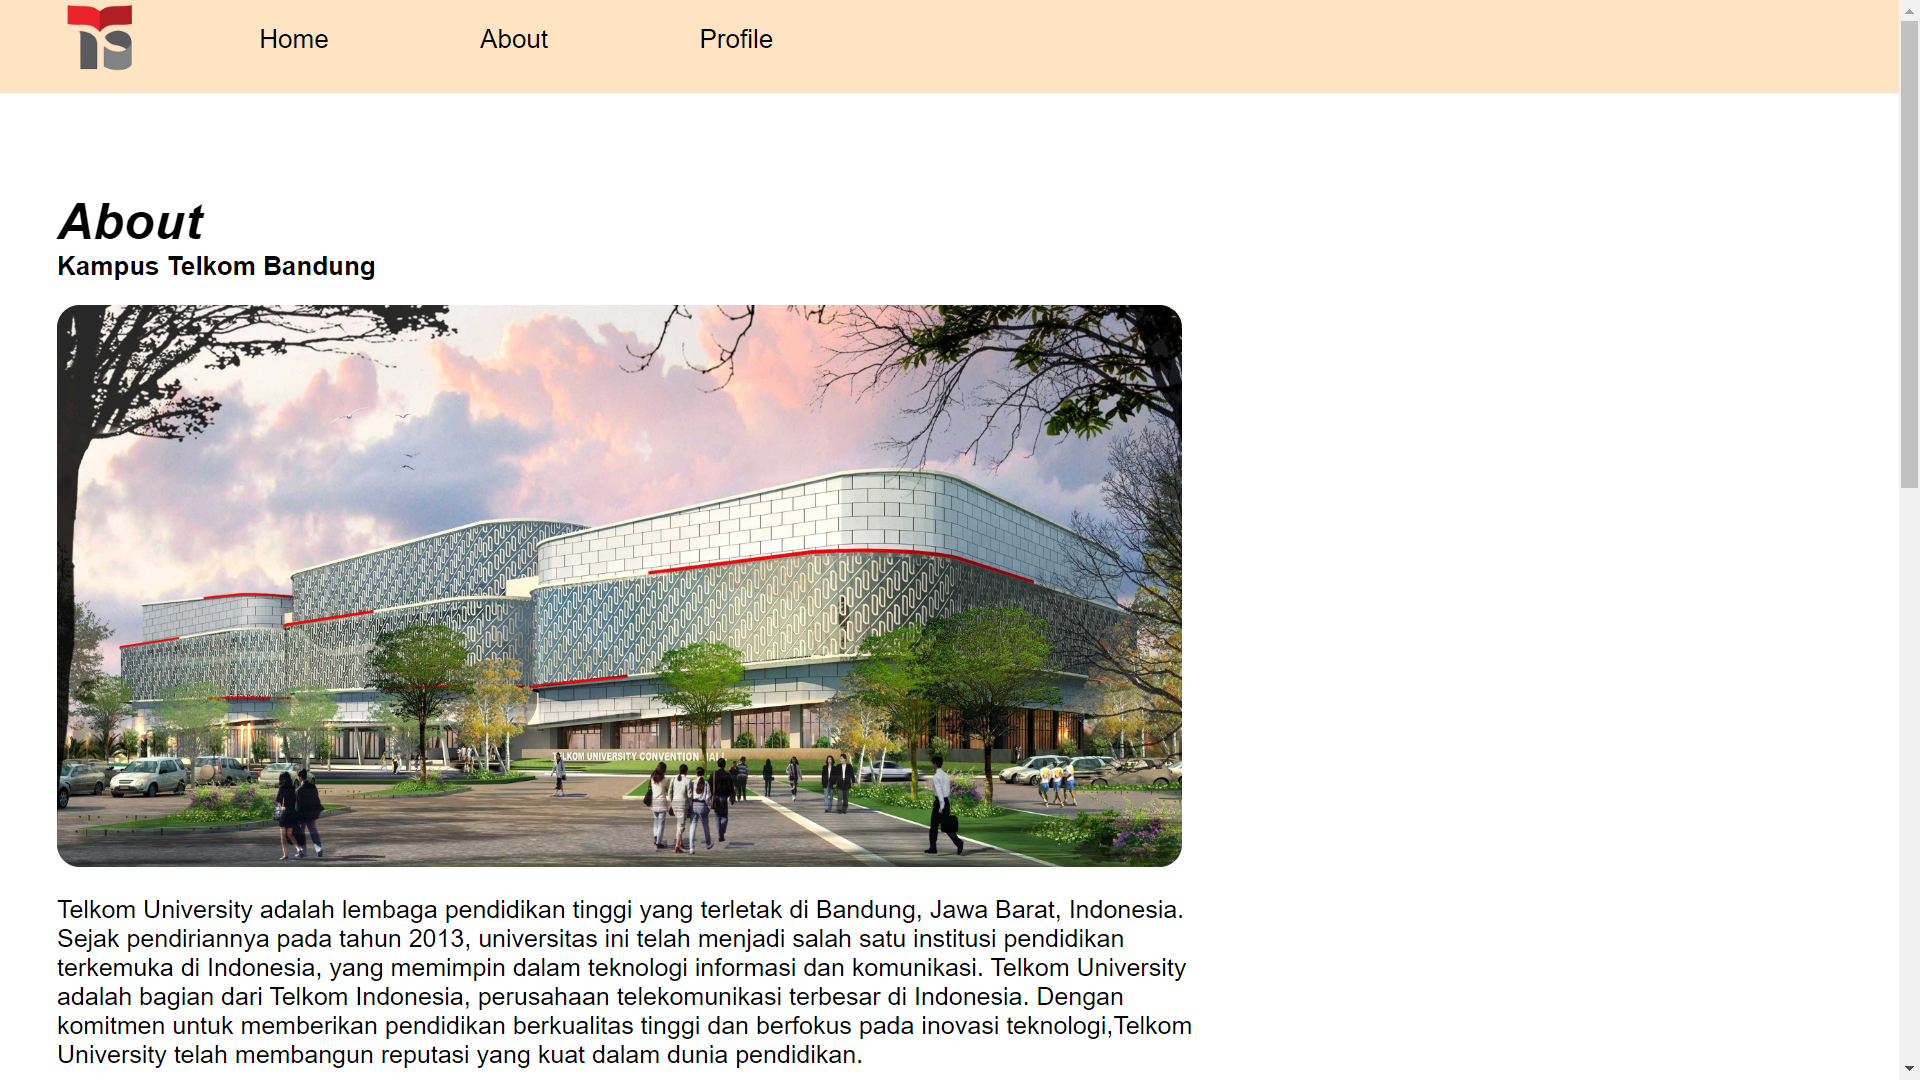 Home About Profile
About
Kampus Telkom Bandung
TELKOM UNIVERSITY CONVENTION HALL
Telkom University adalah lembaga pendidikan tinggi yang terletak di Bandung, Jawa Barat, Indonesia.
Sejak pendiriannya pada tahun 2013, universitas ini telah menjadi salah satu institusi pendidikan
terkemuka di Indonesia, yang memimpin dalam teknologi informasi dan komunikasi. Telkom University
adalah bagian dari Telkom Indonesia, perusahaan telekomunikasi terbesar di Indonesia. Dengan
komitmen untuk memberikan pendidikan berkualitas tinggi dan berfokus pada inovasi teknologi,Telkom
University telah membangun reputasi yang kuat dalam dunia pendidikan.